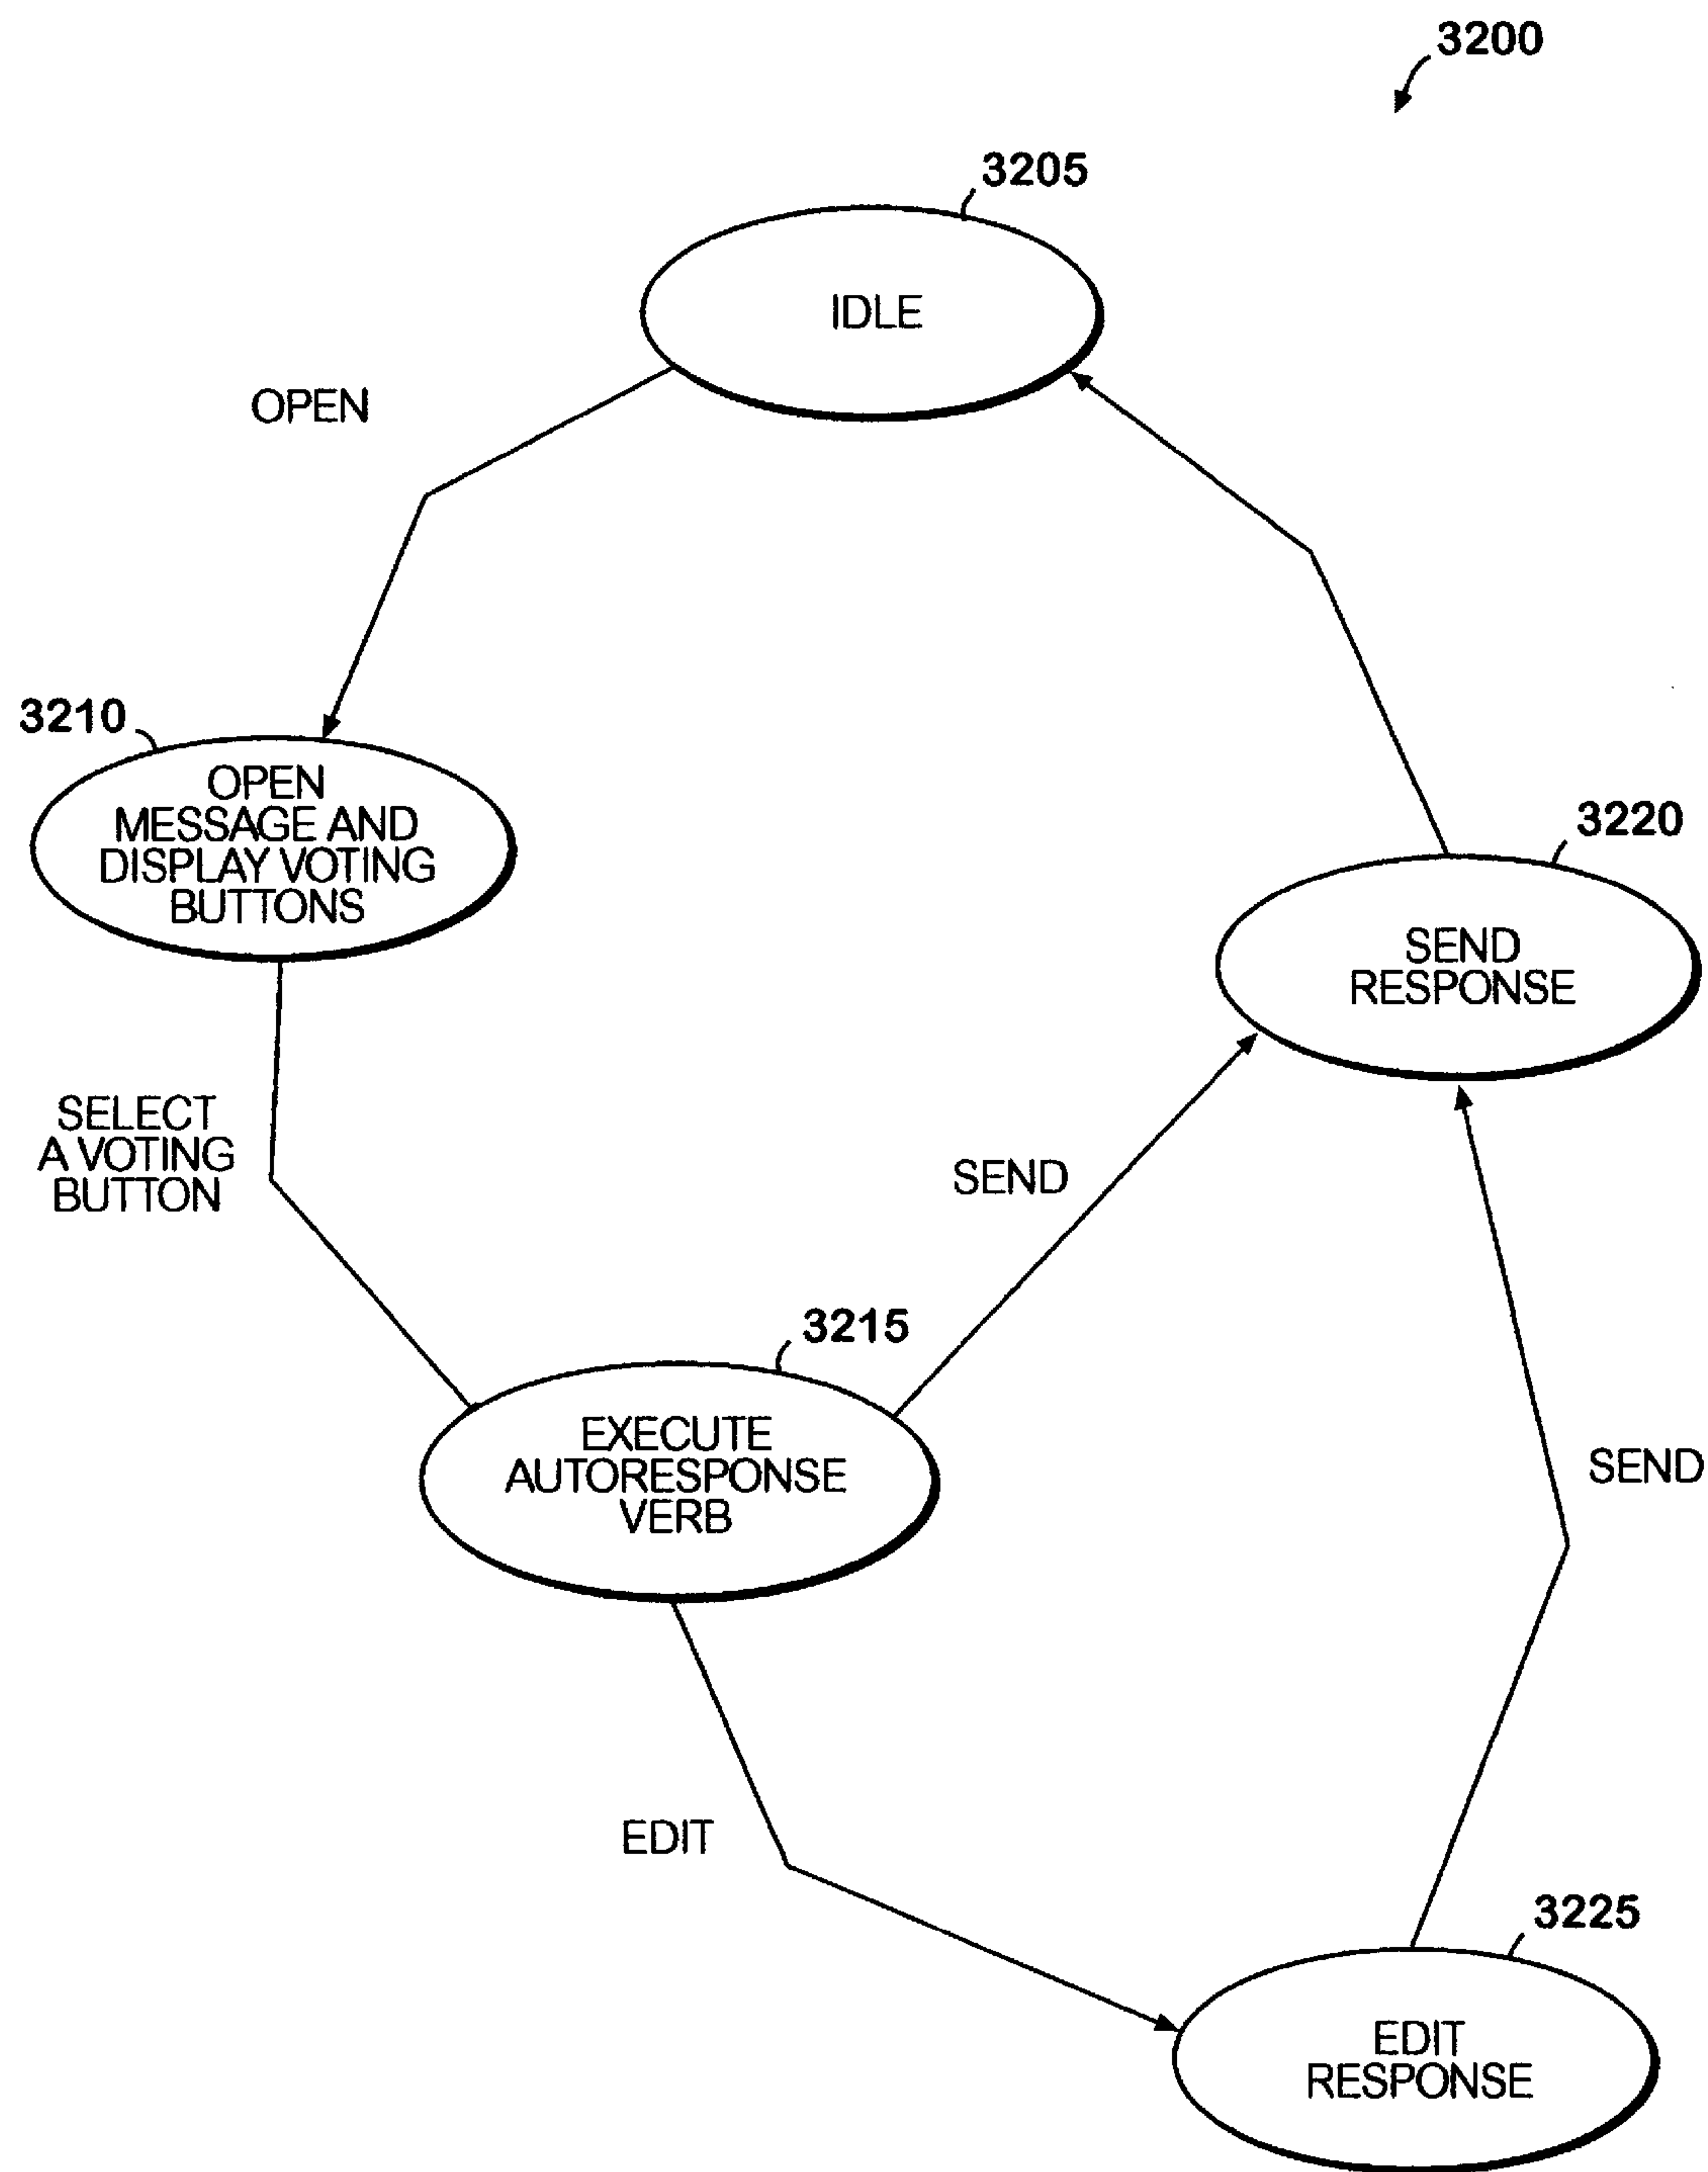 3200
3205
IDLE
OPEN
3210
OPEN
MESSAGE AND
DISPLAY VOTING
BUTTONS
3220
SEND
RESPONSE
SELECT
A VOTING
BUTTON
SEND
3215
EXECUTE
AUTORESPONSE
VERB
SEND
EDIT
3225
EDIT
RESPONSE